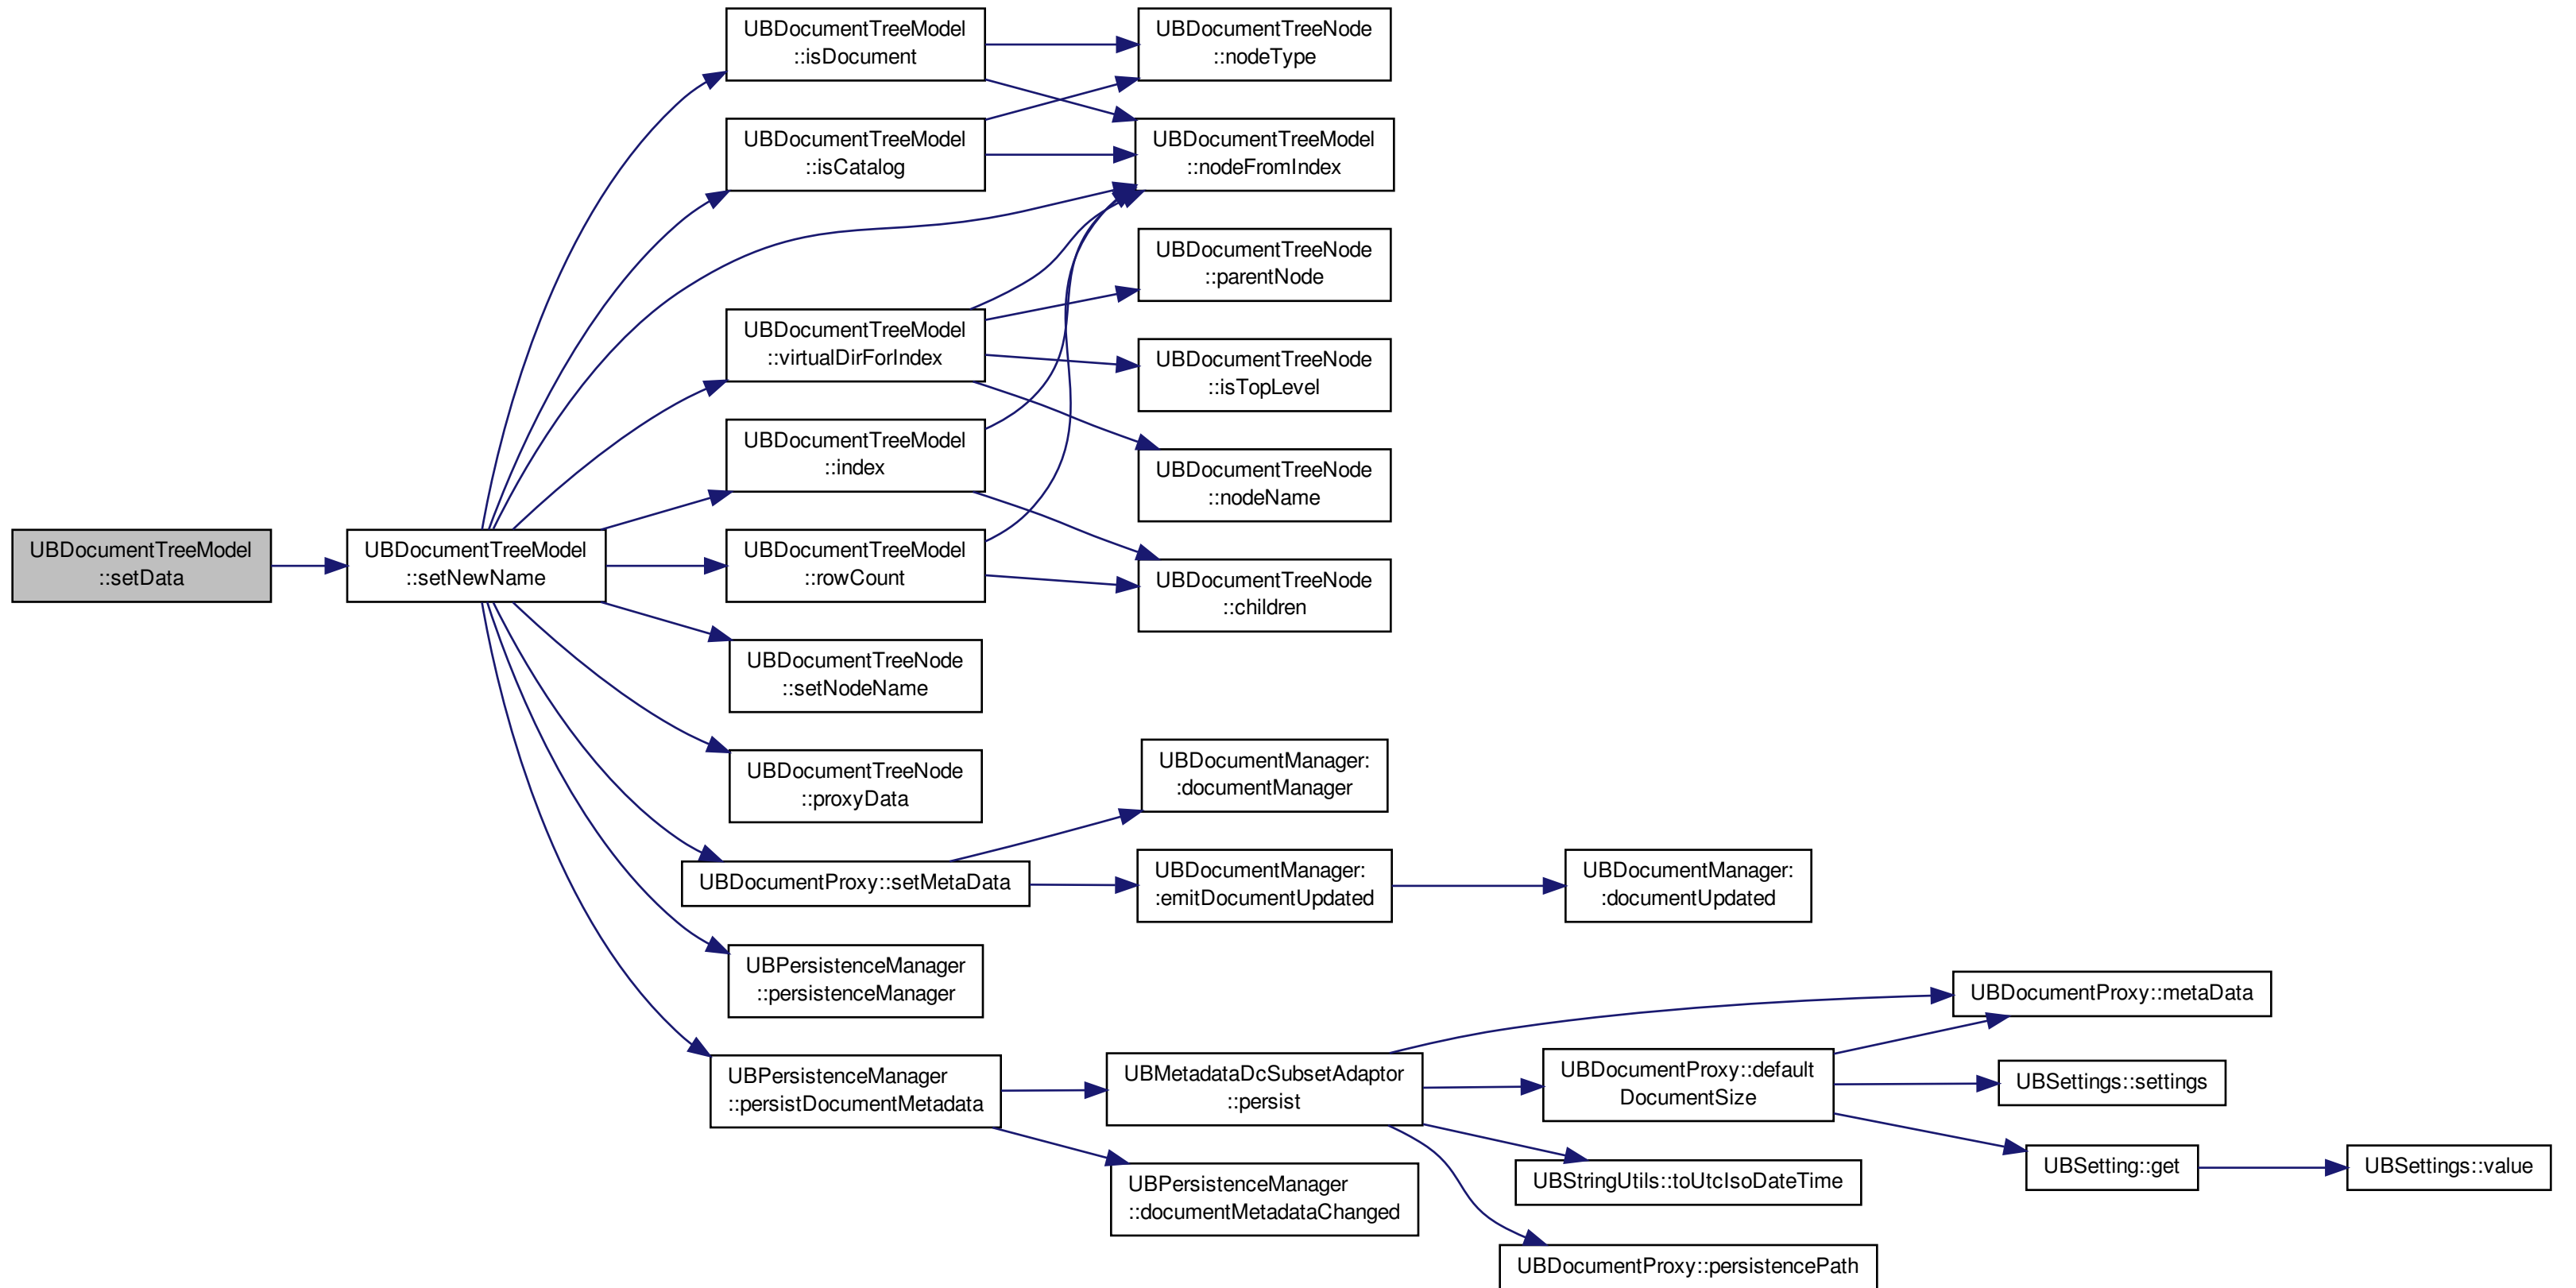 UBDocumentTreeModel
::setData
UBDocumentTreeModel
::setNewName
UBDocumentTreeModel
::isDocument
UBDocumentTreeModel
::isCatalog
UBDocumentTreeModel
::virtualDirForIndex
UBDocumentTreeModel
::index
UBDocumentTreeModel
::rowCount
UBDocumentTreeNode
::setNodeName
UBDocumentTreeNode
::proxyData
UBDocumentProxy::setMetaData
UBPersistenceManager
::persistenceManager
UBPersistenceManager
::persistDocumentMetadata
UBDocumentTreeNode
::nodeType
UBDocumentTreeModel
::nodeFromIndex
UBDocumentTreeNode
::parentNode
UBDocumentTreeNode
::isTopLevel
UBDocumentTreeNode
::nodeName
UBDocumentTreeNode
::children
UBDocumentManager:
:documentManager
UBDocumentManager:
:emitDocumentUpdated
UBMetadataDcSubsetAdaptor
::persist
UBPersistenceManager
::documentMetadataChanged
UBDocumentManager:
:documentUpdated
UBDocumentProxy::default
DocumentSize
UBStringUtils::toUtcIsoDateTime
UBDocumentProxy::persistencePath
UBDocumentProxy::metaData
UBSettings::settings
UBSetting::get
UBSettings::value